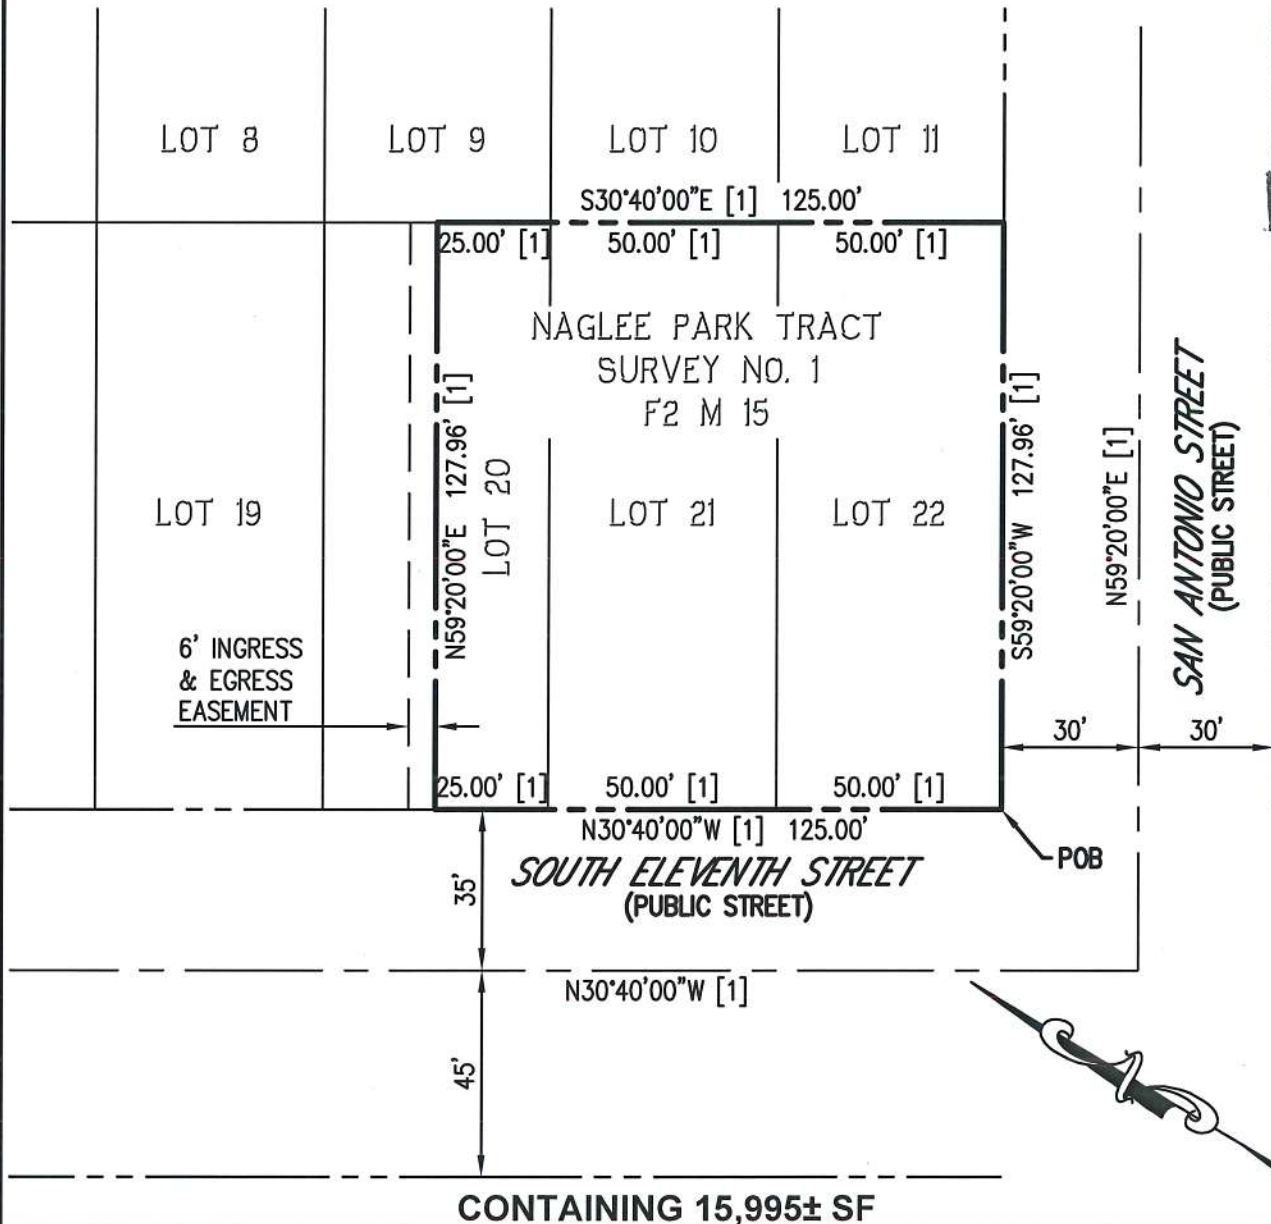 LOT 8
LOT 9
LOT 10
LOT 11
S30°40'00"E [1] 125.00'
25.00' [1]
50.00' [1]
50.00' [1]
NAGLEE PARK TRACT
SURVEY NO. 1
F2 M 15
N59°20'00"E 127.96' [1]
LOT 20
LOT 19
LOT 21
LOT 22
S59°20'00"W 127.96' [1]
N59°20'00"E [1]
SAN ANTONIO STREET
(PUBLIC STREET)
6' INGRESS
& EGRESS
EASEMENT
30'
30'
25.00' [1]
50.00' [1]
50.00' [1]
N30°40'00"W [1] 125.00'
POB
SOUTH ELEVENTH STREET
(PUBLIC STREET)
35'
N30°40'00"W [1]
45'
CONTAINING 15,995± SF